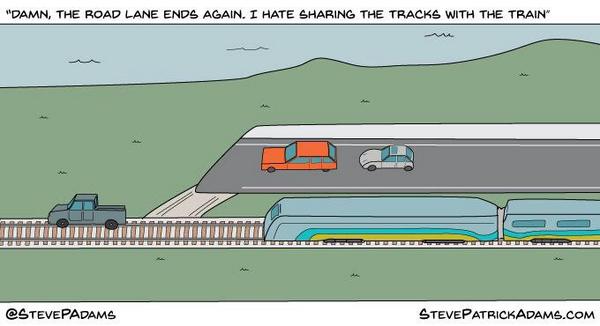 "DAMN, THE ROAD LANE ENDS AGAIN. I HATE SHARING THE TRACKS WITH THE TRAIN"
@STEVEPADAMS
STEVEPATRICKADAMS.COM